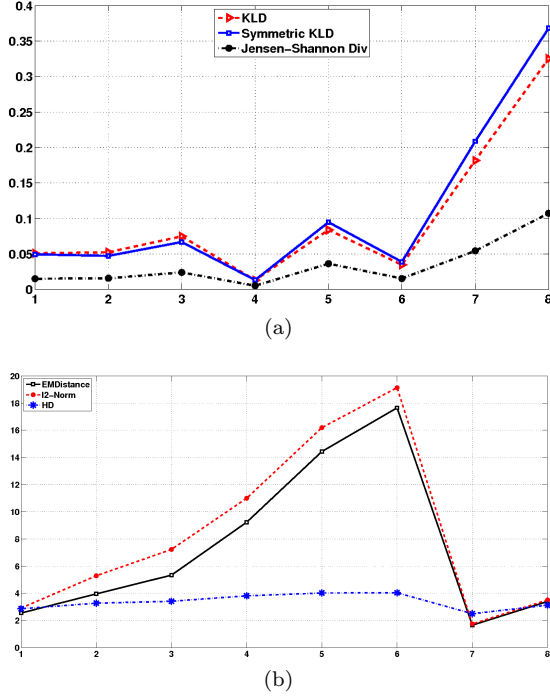 0.4
0.35
0.3
0.25
0.2
0.15
0.1
0.05
0
1 2 3 4 5 6 7 8
KLD
Symmetric KLD
Jensen-Shannon Div
(a)
20
18
16
14
12
10
8
6
4
2
0
1 2 3 4 5 6 7 8
EMDistance
l2-Norm
HD
(b)